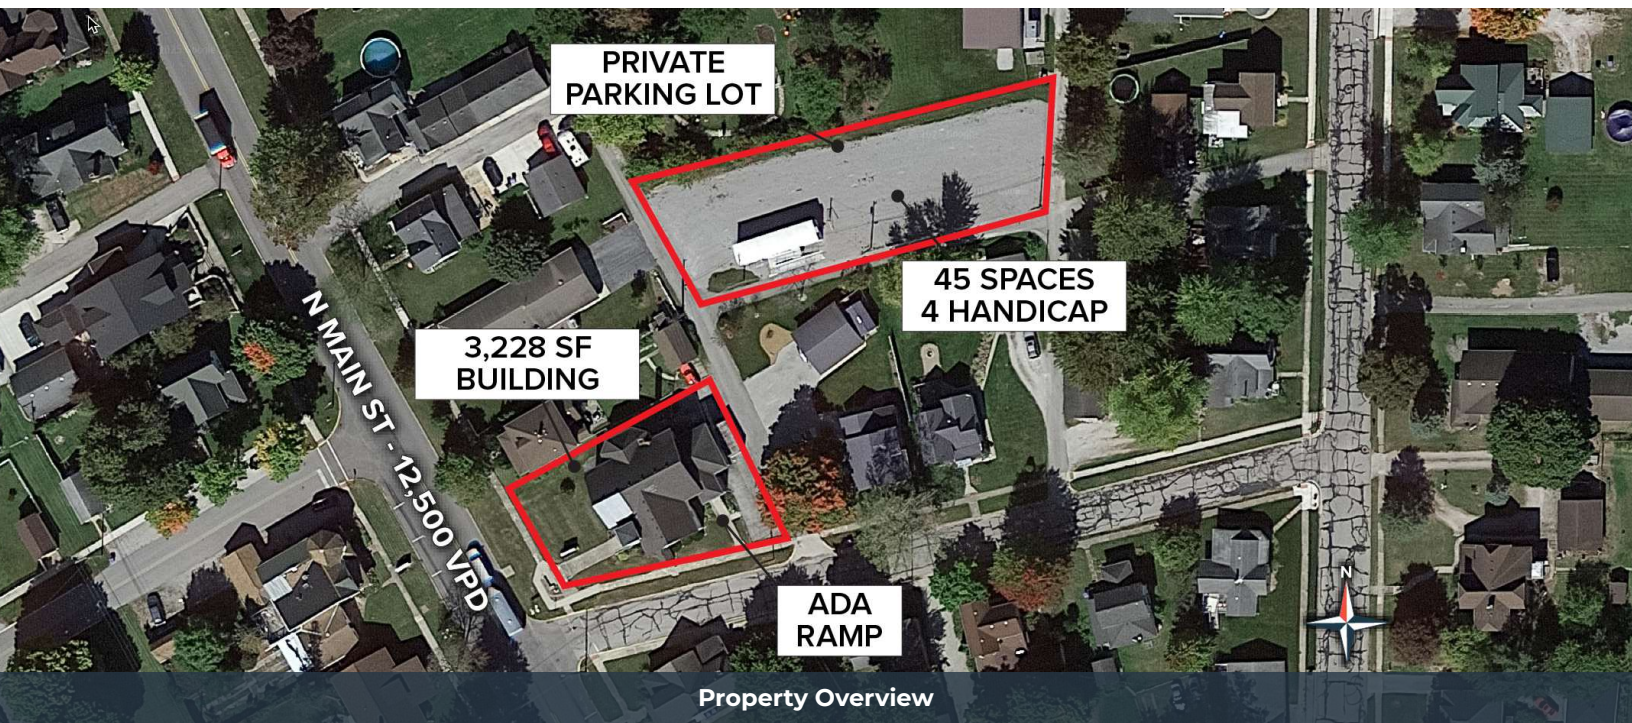 PRIVATE
PARKING LOT
45 SPACES
4 HANDICAP
3,228 SF
BUILDING
N MAIN ST - 12,500 VPD
ADA
RAMP
N
Property Overview